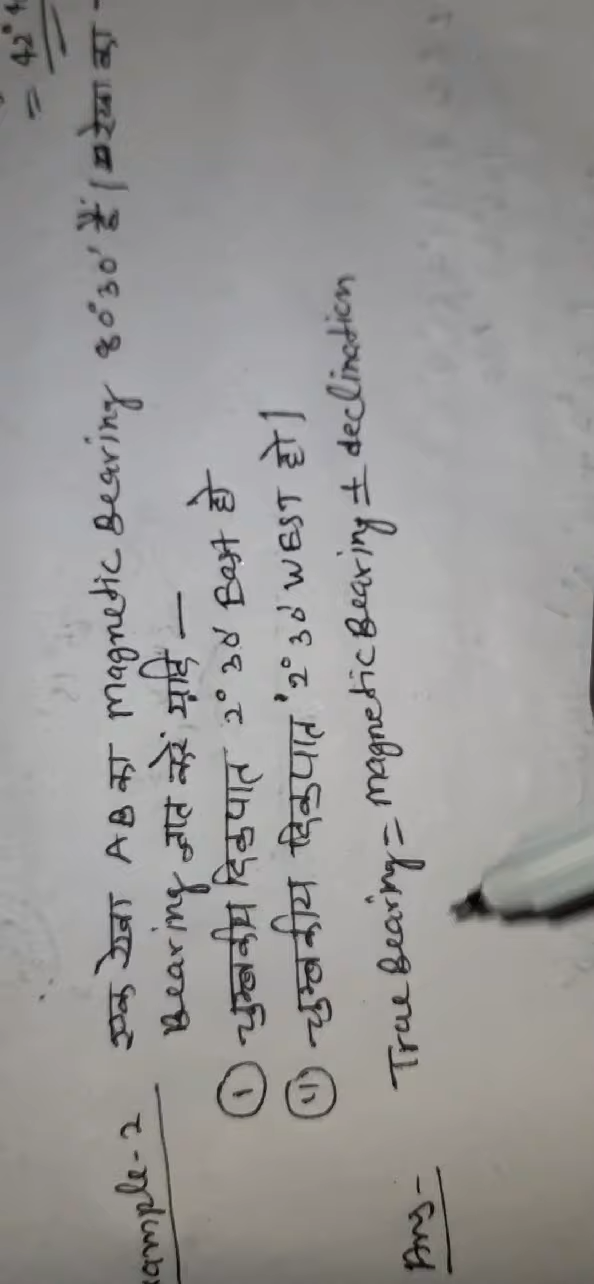 = 42°
Example-2 एक रेखा AB का Magnetic Bearing 80°30' है। रेखा का
Bearing ज्ञात करें यदि —
(i) चुम्बकीय दिक्पात 2°30' East हो
(ii) चुम्बकीय दिक्पात 2°30' WEST हो।
Ans- True Bearing = Magnetic Bearing ± declination